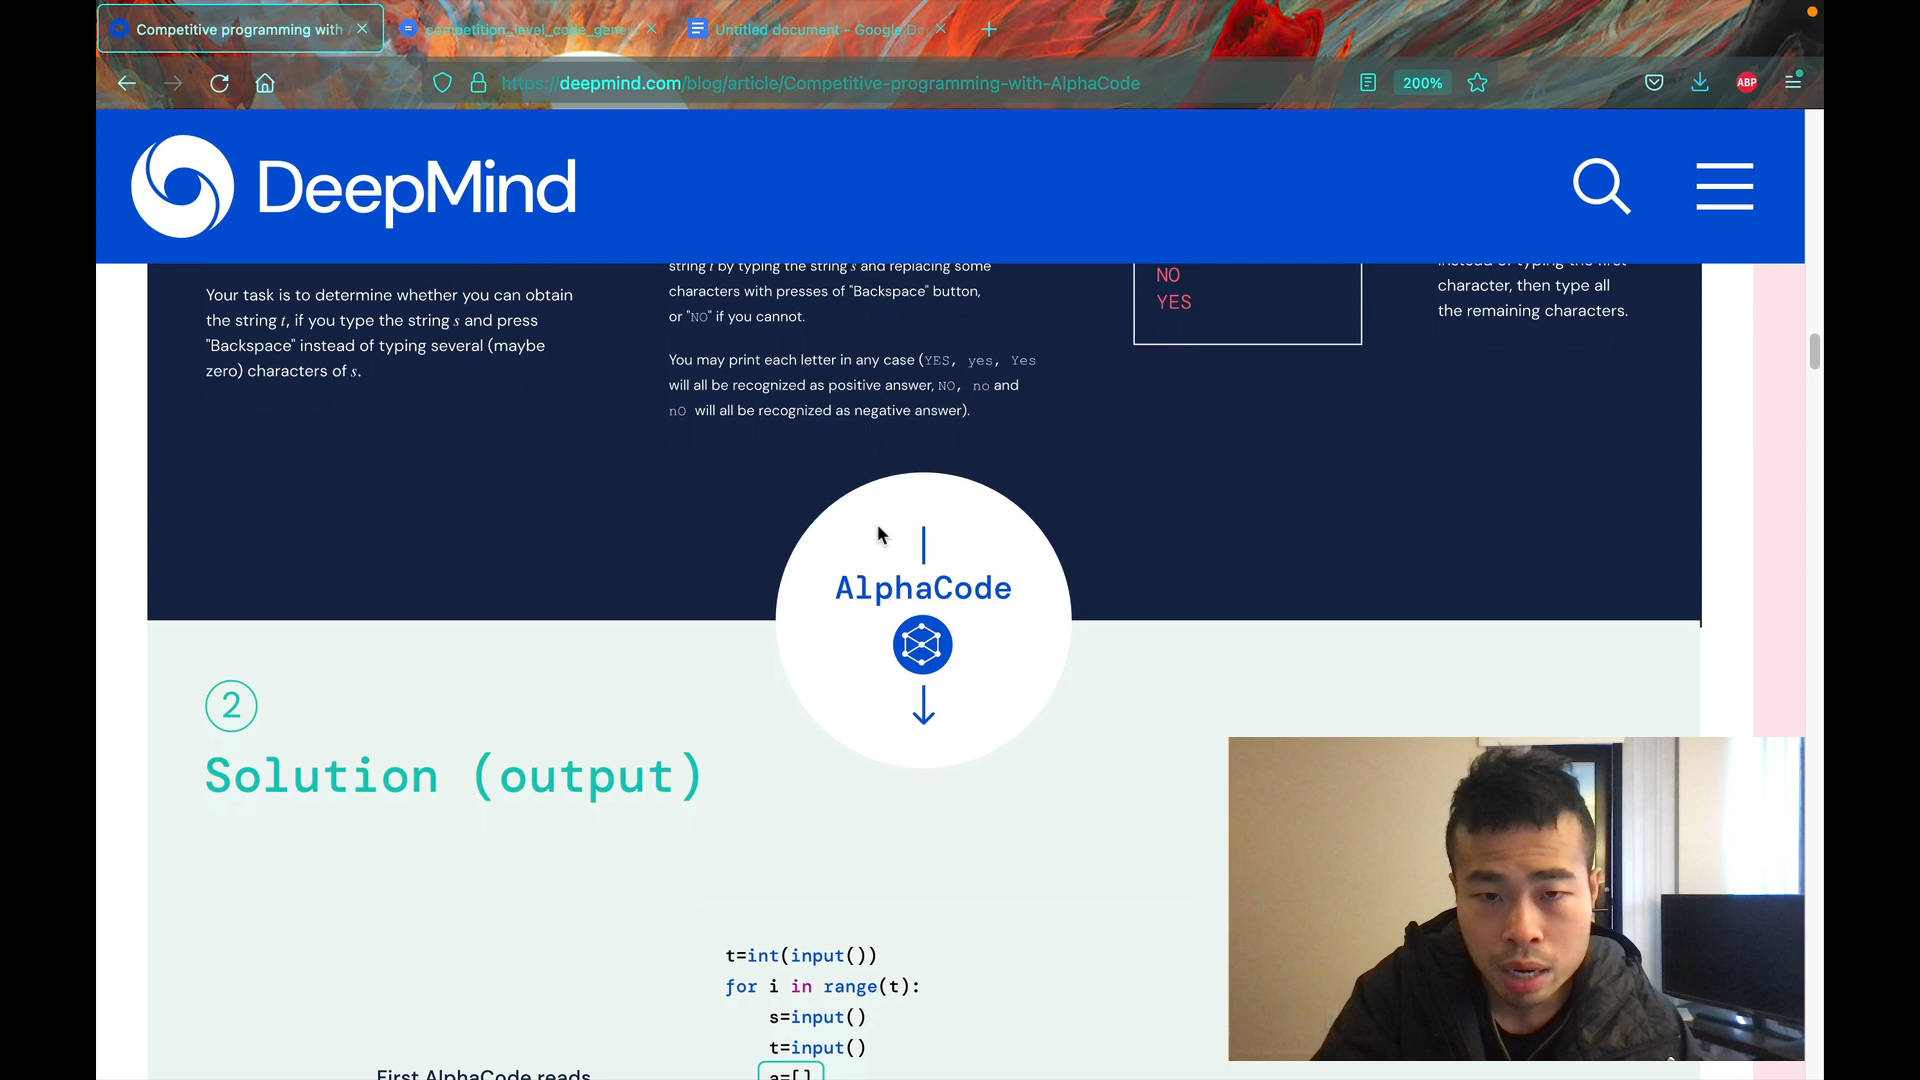 Competitive programming with
competition_level_code_gene
Untitled document - Google Do
https://deepmind.com/blog/article/Competitive-programming-with-AlphaCode
200%
ABP
DeepMind
Your task is to determine whether you can obtain
the string t, if you type the string s and press
"Backspace" instead of typing several (maybe
zero) characters of s.
string t by typing the string s and replacing some
characters with presses of "Backspace" button,
or "NO" if you cannot.
You may print each letter in any case (YES, yes, Yes
will all be recognized as positive answer, NO, no and
nO will all be recognized as negative answer).
NO
YES
instead of typing the first
character, then type all
the remaining characters.
AlphaCode
2
Solution (output)
t=int(input())
for i in range(t):
s=input()
t=input()
a=[]
First AlphaCode reads